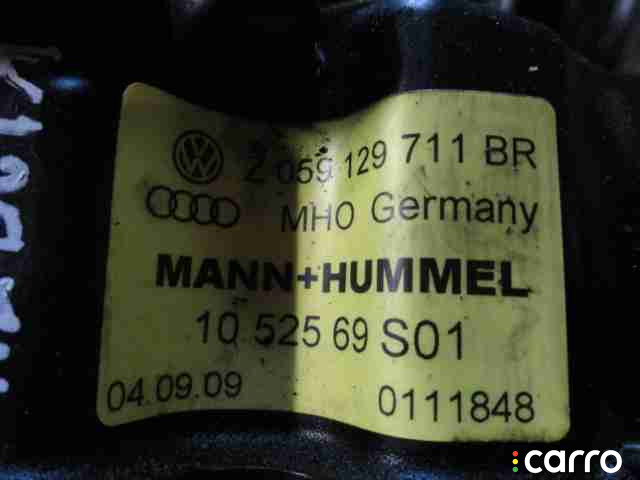 2 059 129 711 BR
MHO Germany
MANN+HUMMEL
10 525 69 S01
04.09.09 0111848
carro